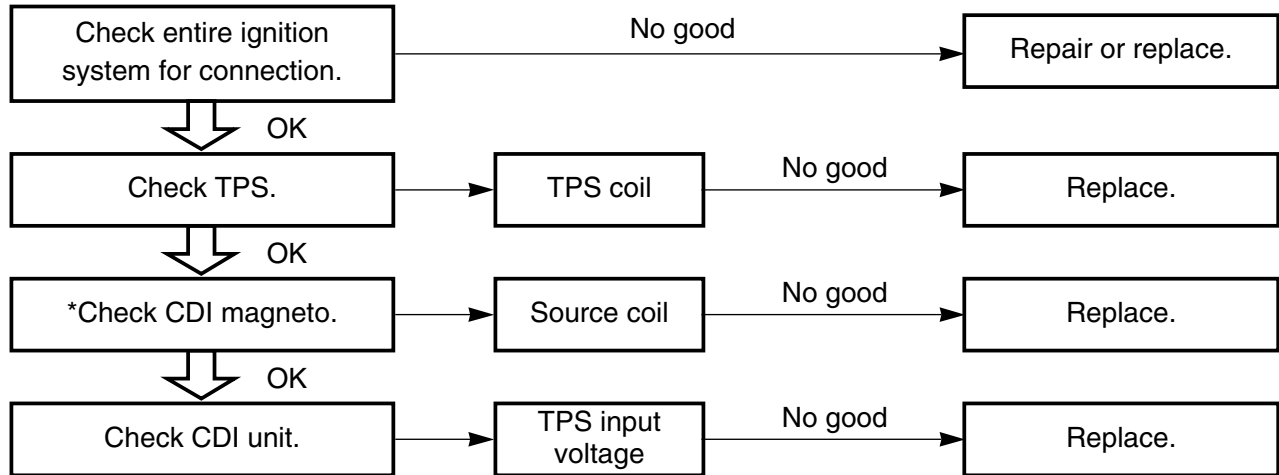 Check entire ignition
system for connection.
No good
Repair or replace.
OK
Check TPS.
TPS coil
No good
Replace.
OK
*Check CDI magneto.
Source coil
No good
Replace.
OK
Check CDI unit.
TPS input
voltage
No good
Replace.